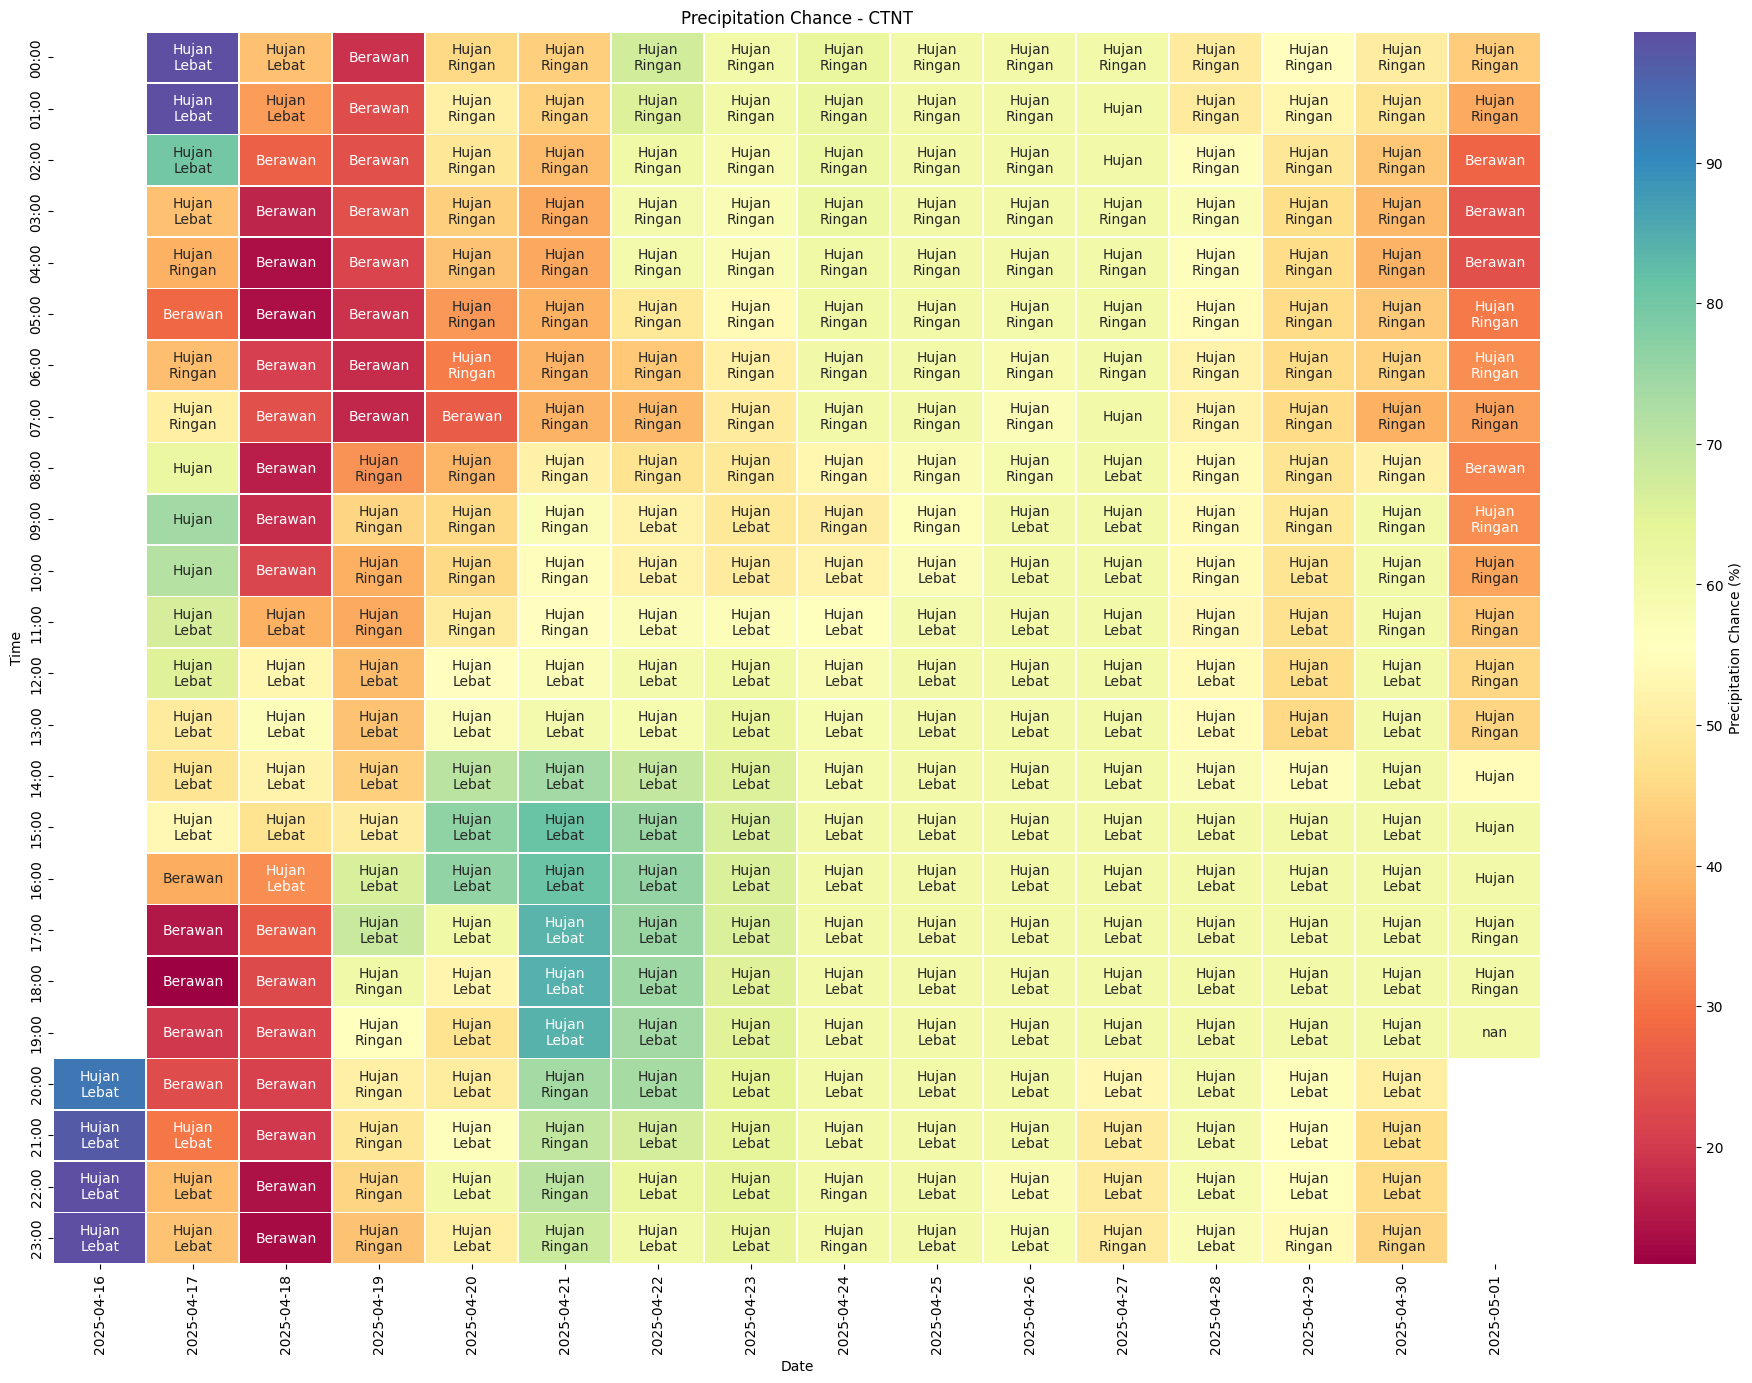 Precipitation Chance - CTNT
00:00 Hujan Lebat Hujan Lebat Berawan Hujan Ringan Hujan Ringan Hujan Ringan Hujan Ringan Hujan Ringan Hujan Ringan Hujan Ringan Hujan Ringan Hujan Ringan Hujan Ringan Hujan Ringan Hujan Ringan
01:00 Hujan Lebat Hujan Lebat Berawan Hujan Ringan Hujan Ringan Hujan Ringan Hujan Ringan Hujan Ringan Hujan Ringan Hujan Ringan Hujan Hujan Ringan Hujan Ringan Hujan Ringan Hujan Ringan
02:00 Hujan Lebat Berawan Berawan Hujan Ringan Hujan Ringan Hujan Ringan Hujan Ringan Hujan Ringan Hujan Ringan Hujan Ringan Hujan Hujan Ringan Hujan Ringan Hujan Ringan Berawan
03:00 Hujan Lebat Berawan Berawan Hujan Ringan Hujan Ringan Hujan Ringan Hujan Ringan Hujan Ringan Hujan Ringan Hujan Ringan Hujan Ringan Hujan Ringan Hujan Ringan Hujan Ringan Berawan
04:00 Hujan Ringan Berawan Berawan Hujan Ringan Hujan Ringan Hujan Ringan Hujan Ringan Hujan Ringan Hujan Ringan Hujan Ringan Hujan Ringan Hujan Ringan Hujan Ringan Hujan Ringan Berawan
05:00 Berawan Berawan Berawan Hujan Ringan Hujan Ringan Hujan Ringan Hujan Ringan Hujan Ringan Hujan Ringan Hujan Ringan Hujan Ringan Hujan Ringan Hujan Ringan Hujan Ringan Hujan Ringan
06:00 Hujan Ringan Berawan Berawan Hujan Ringan Hujan Ringan Hujan Ringan Hujan Ringan Hujan Ringan Hujan Ringan Hujan Ringan Hujan Ringan Hujan Ringan Hujan Ringan Hujan Ringan Hujan Ringan
07:00 Hujan Ringan Berawan Berawan Berawan Hujan Ringan Hujan Ringan Hujan Ringan Hujan Ringan Hujan Ringan Hujan Ringan Hujan Hujan Ringan Hujan Ringan Hujan Ringan Hujan Ringan
08:00 Hujan Berawan Hujan Ringan Hujan Ringan Hujan Ringan Hujan Ringan Hujan Ringan Hujan Ringan Hujan Ringan Hujan Ringan Hujan Lebat Hujan Ringan Hujan Ringan Hujan Ringan Berawan
09:00 Hujan Berawan Hujan Ringan Hujan Ringan Hujan Ringan Hujan Lebat Hujan Lebat Hujan Ringan Hujan Ringan Hujan Lebat Hujan Lebat Hujan Ringan Hujan Ringan Hujan Ringan Hujan Ringan
10:00 Hujan Berawan Hujan Ringan Hujan Ringan Hujan Ringan Hujan Lebat Hujan Lebat Hujan Lebat Hujan Lebat Hujan Lebat Hujan Lebat Hujan Ringan Hujan Lebat Hujan Ringan Hujan Ringan
11:00 Hujan Lebat Hujan Lebat Hujan Ringan Hujan Ringan Hujan Ringan Hujan Lebat Hujan Lebat Hujan Lebat Hujan Lebat Hujan Lebat Hujan Lebat Hujan Ringan Hujan Lebat Hujan Ringan Hujan Ringan
12:00 Hujan Lebat Hujan Lebat Hujan Lebat Hujan Lebat Hujan Lebat Hujan Lebat Hujan Lebat Hujan Lebat Hujan Lebat Hujan Lebat Hujan Lebat Hujan Lebat Hujan Lebat Hujan Lebat Hujan Ringan
13:00 Hujan Lebat Hujan Lebat Hujan Lebat Hujan Lebat Hujan Lebat Hujan Lebat Hujan Lebat Hujan Lebat Hujan Lebat Hujan Lebat Hujan Lebat Hujan Lebat Hujan Lebat Hujan Lebat Hujan Ringan
14:00 Hujan Lebat Hujan Lebat Hujan Lebat Hujan Lebat Hujan Lebat Hujan Lebat Hujan Lebat Hujan Lebat Hujan Lebat Hujan Lebat Hujan Lebat Hujan Lebat Hujan Lebat Hujan Lebat Hujan
15:00 Hujan Lebat Hujan Lebat Hujan Lebat Hujan Lebat Hujan Lebat Hujan Lebat Hujan Lebat Hujan Lebat Hujan Lebat Hujan Lebat Hujan Lebat Hujan Lebat Hujan Lebat Hujan Lebat Hujan
16:00 Berawan Hujan Lebat Hujan Lebat Hujan Lebat Hujan Lebat Hujan Lebat Hujan Lebat Hujan Lebat Hujan Lebat Hujan Lebat Hujan Lebat Hujan Lebat Hujan Lebat Hujan Lebat Hujan
17:00 Berawan Berawan Hujan Lebat Hujan Lebat Hujan Lebat Hujan Lebat Hujan Lebat Hujan Lebat Hujan Lebat Hujan Lebat Hujan Lebat Hujan Lebat Hujan Lebat Hujan Lebat Hujan Ringan
18:00 Berawan Berawan Hujan Ringan Hujan Lebat Hujan Lebat Hujan Lebat Hujan Lebat Hujan Lebat Hujan Lebat Hujan Lebat Hujan Lebat Hujan Lebat Hujan Lebat Hujan Lebat Hujan Ringan
19:00 Berawan Berawan Hujan Ringan Hujan Lebat Hujan Lebat Hujan Lebat Hujan Lebat Hujan Lebat Hujan Lebat Hujan Lebat Hujan Lebat Hujan Lebat Hujan Lebat Hujan Lebat nan
20:00 Hujan Lebat Berawan Berawan Hujan Ringan Hujan Lebat Hujan Ringan Hujan Lebat Hujan Lebat Hujan Lebat Hujan Lebat Hujan Lebat Hujan Lebat Hujan Lebat Hujan Lebat Hujan Lebat
21:00 Hujan Lebat Hujan Lebat Berawan Hujan Ringan Hujan Lebat Hujan Ringan Hujan Lebat Hujan Lebat Hujan Lebat Hujan Lebat Hujan Lebat Hujan Lebat Hujan Lebat Hujan Lebat Hujan Lebat
22:00 Hujan Lebat Hujan Lebat Berawan Hujan Ringan Hujan Lebat Hujan Ringan Hujan Lebat Hujan Lebat Hujan Ringan Hujan Lebat Hujan Lebat Hujan Lebat Hujan Lebat Hujan Lebat Hujan Lebat
23:00 Hujan Lebat Hujan Lebat Berawan Hujan Ringan Hujan Lebat Hujan Ringan Hujan Lebat Hujan Lebat Hujan Ringan Hujan Lebat Hujan Lebat Hujan Ringan Hujan Lebat Hujan Ringan Hujan Ringan
Time
2025-04-16 2025-04-17 2025-04-18 2025-04-19 2025-04-20 2025-04-21 2025-04-22 2025-04-23 2025-04-24 2025-04-25 2025-04-26 2025-04-27 2025-04-28 2025-04-29 2025-04-30 2025-05-01
Date
90
80
70
60
50
40
30
20
Precipitation Chance (%)